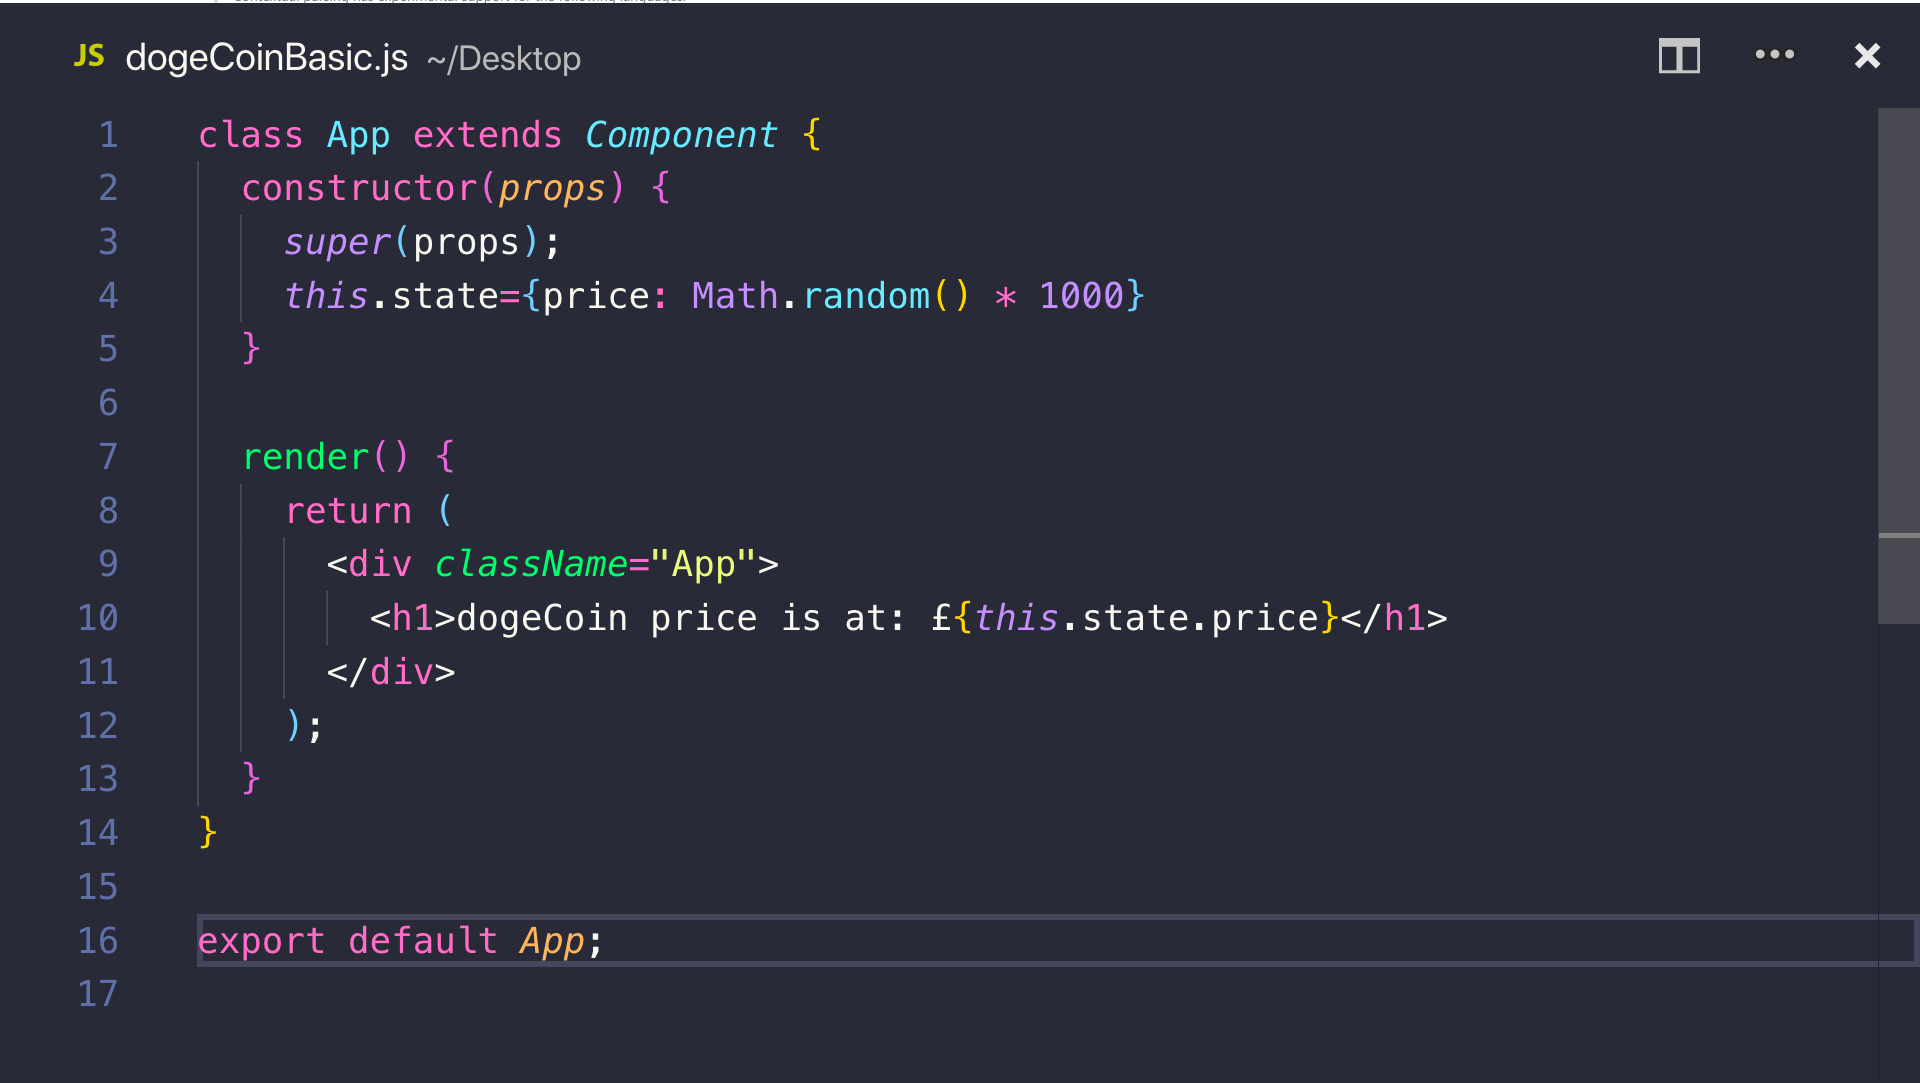 JS dogeCoinBasic.js ~/Desktop
1 class App extends Component {
2   constructor(props) {
3     super(props);
4     this.state={price: Math.random() * 1000}
5   }
6
7   render() {
8     return (
9       <div className="App">
10         <h1>dogeCoin price is at: £{this.state.price}</h1>
11       </div>
12     );
13   }
14 }
15
16 export default App;
17